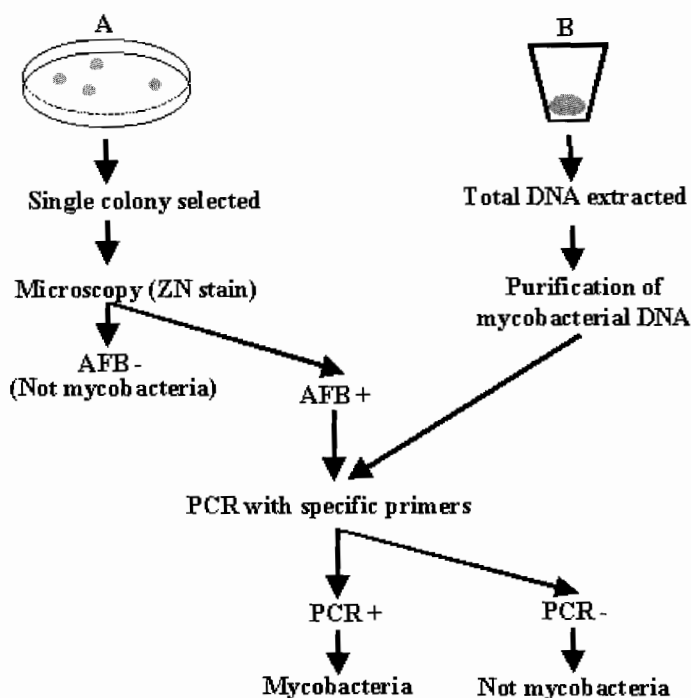 A
B
Single colony selected
Total DNA extracted
Microscopy (ZN stain)
Purification of
mycobacterial DNA
AFB -
(Not mycobacteria)
AFB +
PCR with specific primers
PCR +
PCR -
Mycobacteria
Not mycobacteria